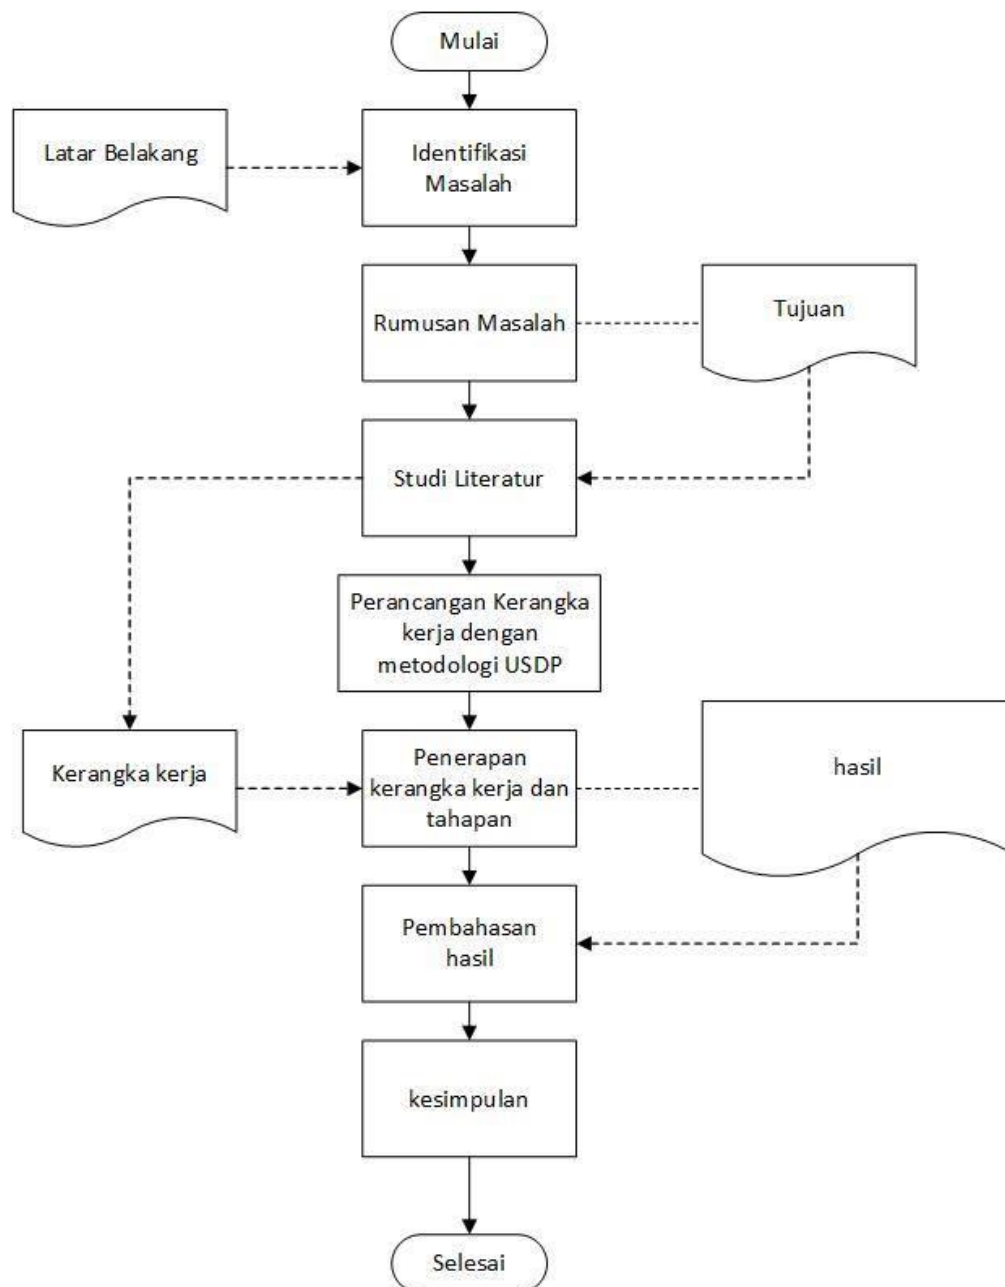 Mulai
Latar Belakang
Identifikasi
Masalah
Rumusan Masalah
Tujuan
Studi Literatur
Perancangan Kerangka
kerja dengan
metodologi USDP
Kerangka kerja
Penerapan
kerangka kerja dan
tahapan
hasil
Pembahasan
hasil
kesimpulan
Selesai